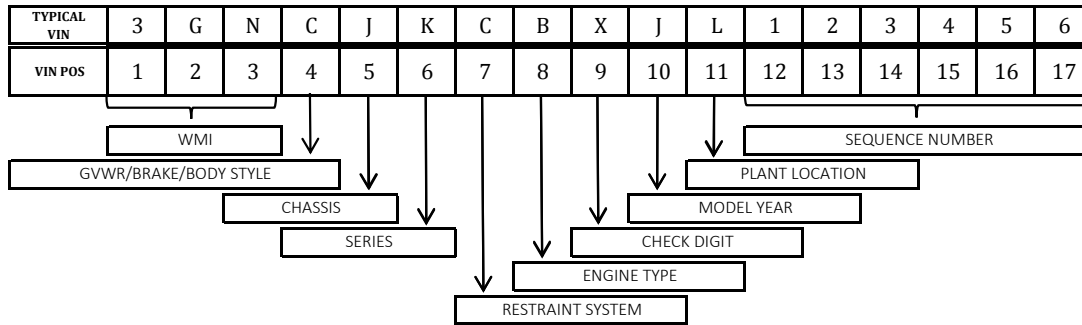 TYPICAL VIN 3 G N C J K C B X J L 1 2 3 4 5 6
VIN POS 1 2 3 4 5 6 7 8 9 10 11 12 13 14 15 16 17
WMI SEQUENCE NUMBER
GVWR/BRAKE/BODY STYLE PLANT LOCATION
CHASSIS MODEL YEAR
SERIES CHECK DIGIT
ENGINE TYPE
RESTRAINT SYSTEM